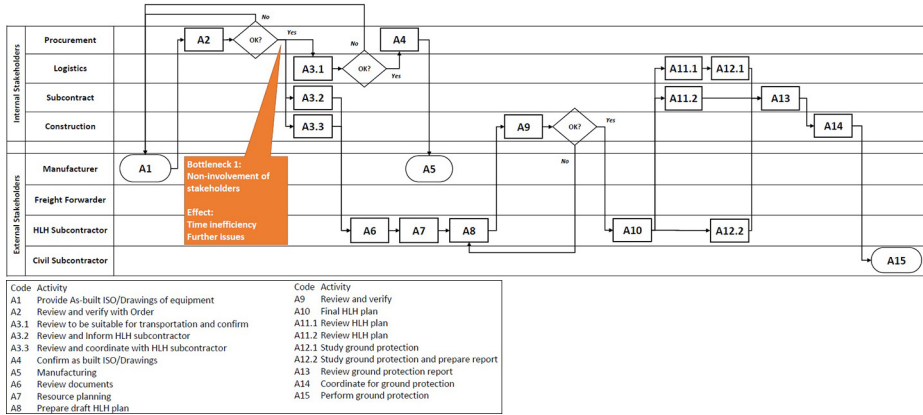 No
No
Procurement
A2
OK?
Yes
A4
Logistics
A3.1
OK?
Yes
A11.1
A12.1
Internal Stakeholders
Subcontract
A3.2
A11.2
A13
Construction
A3.3
A9
OK?
Yes
A14
Manufacturer
A1
Bottleneck 1:
Non-involvement of
stakeholders
Effect:
Time inefficiency
Further issues
A5
No
External Stakeholders
Freight Forwarder
HLH Subcontractor
A6
A7
A8
A10
A12.2
Civil Subcontractor
A15
Code Activity
A1 Provide As-built ISO/Drawings of equipment
A2 Review and verify with Order
A3.1 Review to be suitable for transportation and confirm
A3.2 Review and Inform HLH subcontractor
A3.3 Review and coordinate with HLH subcontractor
A4 Confirm as built ISO/Drawings
A5 Manufacturing
A6 Review documents
A7 Resource planning
A8 Prepare draft HLH plan
Code Activity
A9 Review and verify
A10 Final HLH plan
A11.1 Review HLH plan
A11.2 Review HLH plan
A12.1 Study ground protection
A12.2 Study ground protection and prepare report
A13 Review ground protection report
A14 Coordinate for ground protection
A15 Perform ground protection